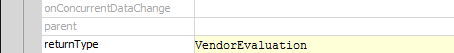 onConcurrentDataChange
parent
returnType VendorEvaluation